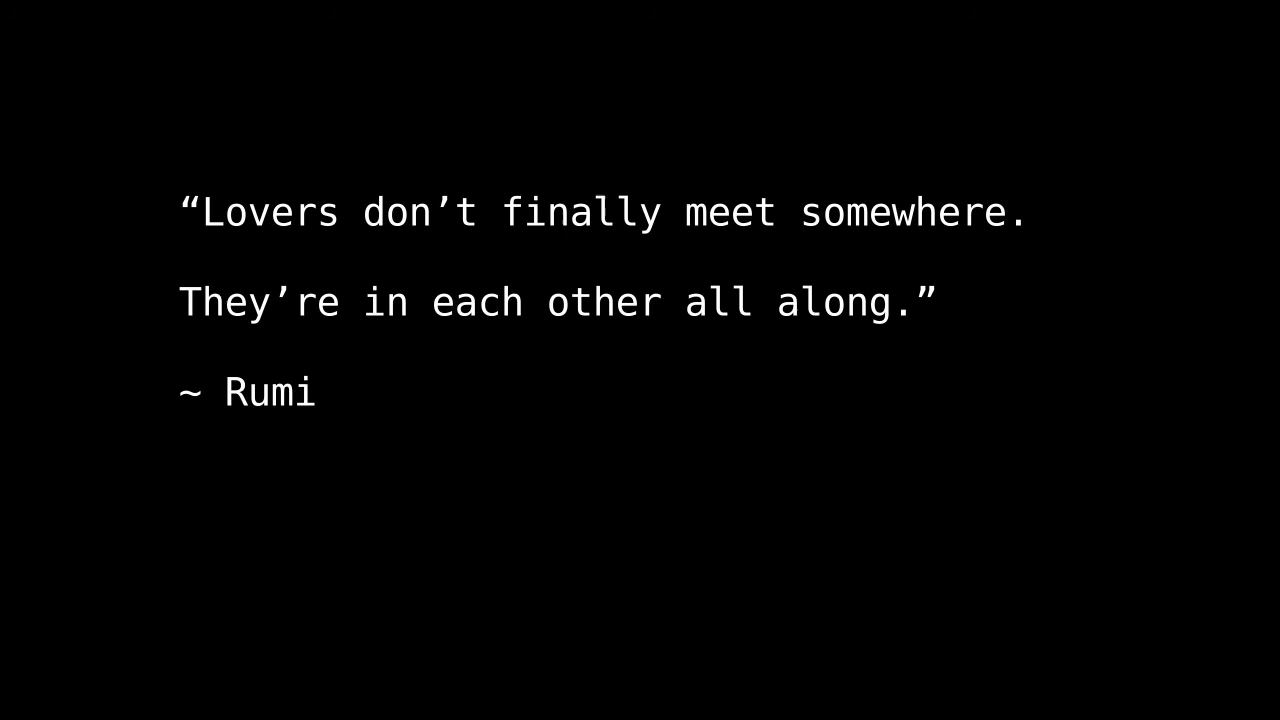 “Lovers don’t finally meet somewhere.
They’re in each other all along.”
~ Rumi